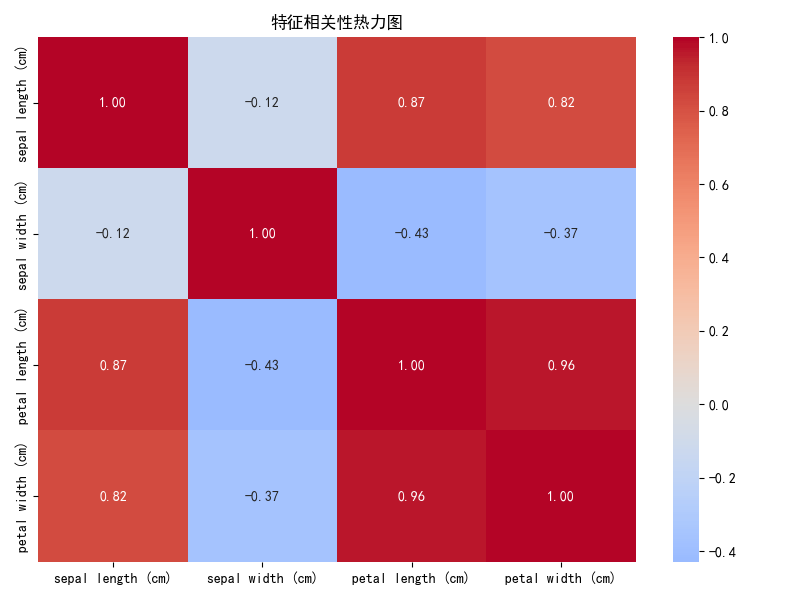 特征相关性热力图
sepal length (cm)
1.00 -0.12 0.87 0.82
sepal width (cm)
-0.12 1.00 -0.43 -0.37
petal length (cm)
0.87 -0.43 1.00 0.96
petal width (cm)
0.82 -0.37 0.96 1.00
sepal length (cm) sepal width (cm) petal length (cm) petal width (cm)
1.0
0.8
0.6
0.4
0.2
0.0
-0.2
-0.4